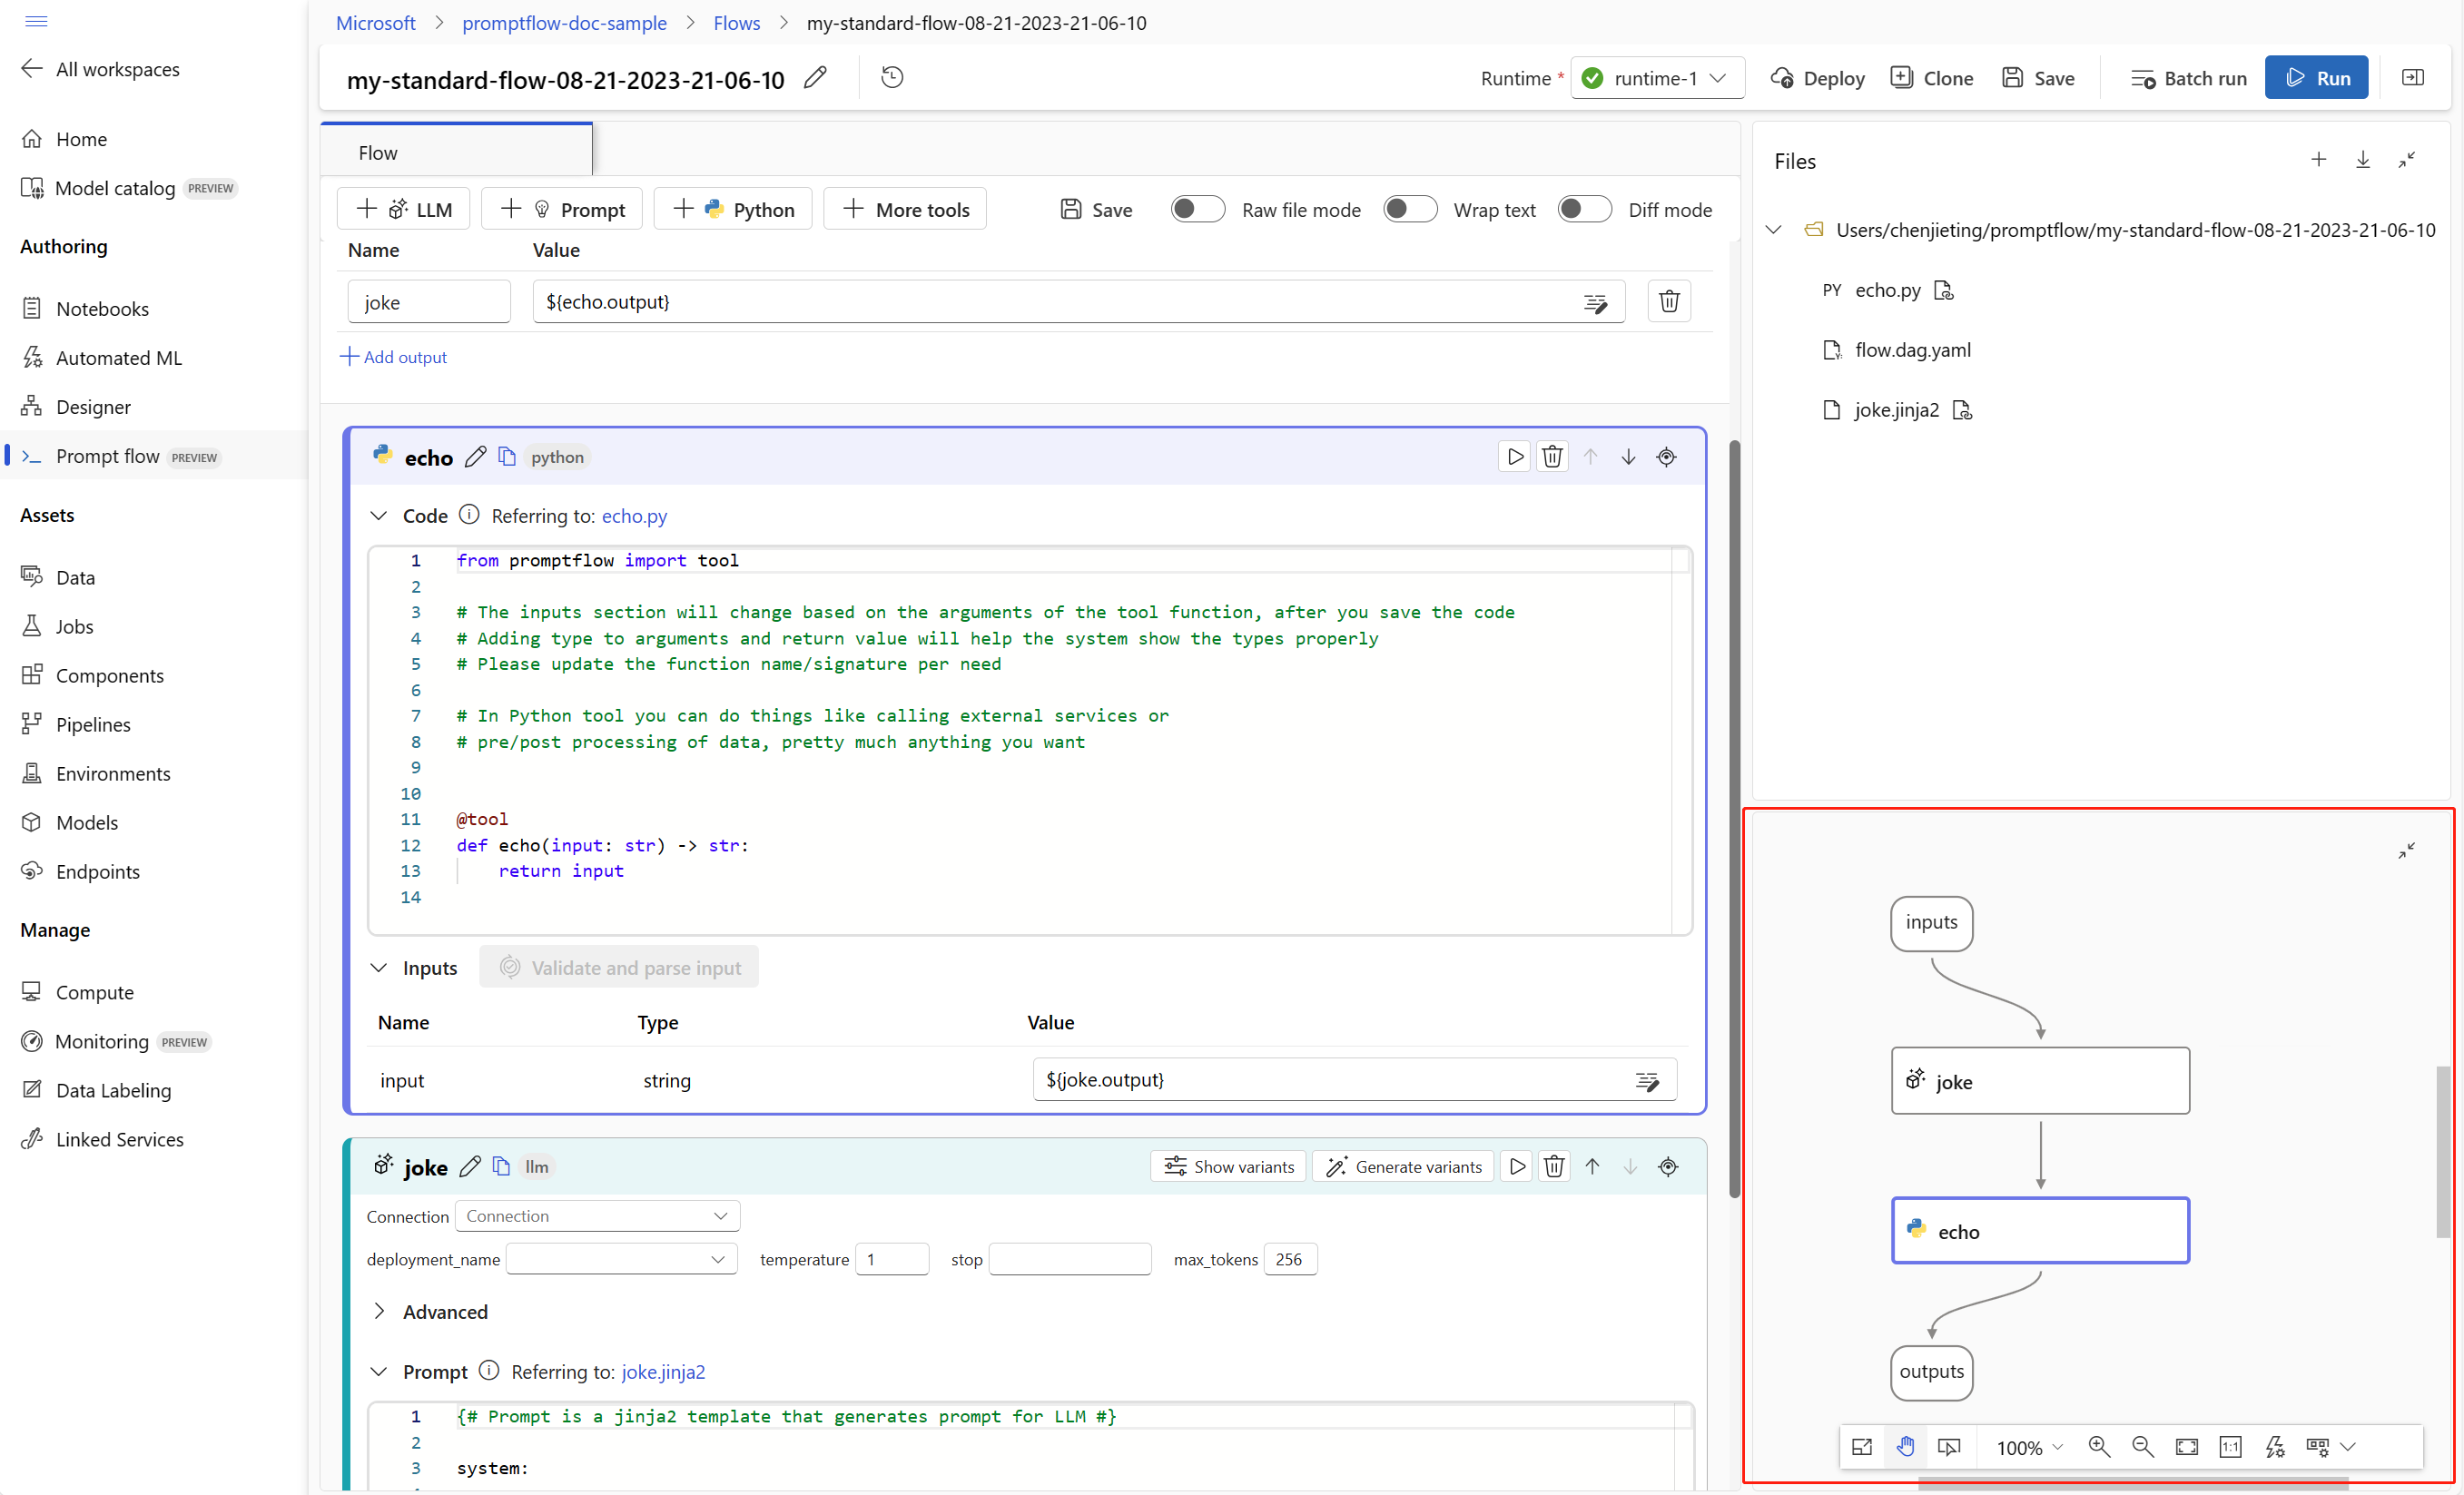 Microsoft > promptflow-doc-sample > Flows > my-standard-flow-08-21-2023-21-06-10
All workspaces
Home
Model catalog PREVIEW
Authoring
Notebooks
Automated ML
Designer
Prompt flow PREVIEW
Assets
Data
Jobs
Components
Pipelines
Environments
Models
Endpoints
Manage
Compute
Monitoring PREVIEW
Data Labeling
Linked Services
my-standard-flow-08-21-2023-21-06-10
Runtime * runtime-1 Deploy Clone Save Batch run Run
Flow
LLM Prompt Python More tools Save Raw file mode Wrap text Diff mode
Name Value
joke ${echo.output}
Add output
echo python
Code Referring to: echo.py
1 from promptflow import tool
2
3 # The inputs section will change based on the arguments of the tool function, after you save the code
4 # Adding type to arguments and return value will help the system show the types properly
5 # Please update the function name/signature per need
6
7 # In Python tool you can do things like calling external services or
8 # pre/post processing of data, pretty much anything you want
9
10
11 @tool
12 def echo(input: str) -> str:
13 return input
14
Inputs Validate and parse input
Name Type Value
input string ${joke.output}
joke llm Show variants Generate variants
Connection Connection
deployment_name temperature 1 stop max_tokens 256
Advanced
Prompt Referring to: joke.jinja2
1 {# Prompt is a jinja2 template that generates prompt for LLM #}
2
3 system:
Files
Users/chenjieting/promptflow/my-standard-flow-08-21-2023-21-06-10
PY echo.py
flow.dag.yaml
joke.jinja2
inputs
joke
echo
outputs
100% 1:1